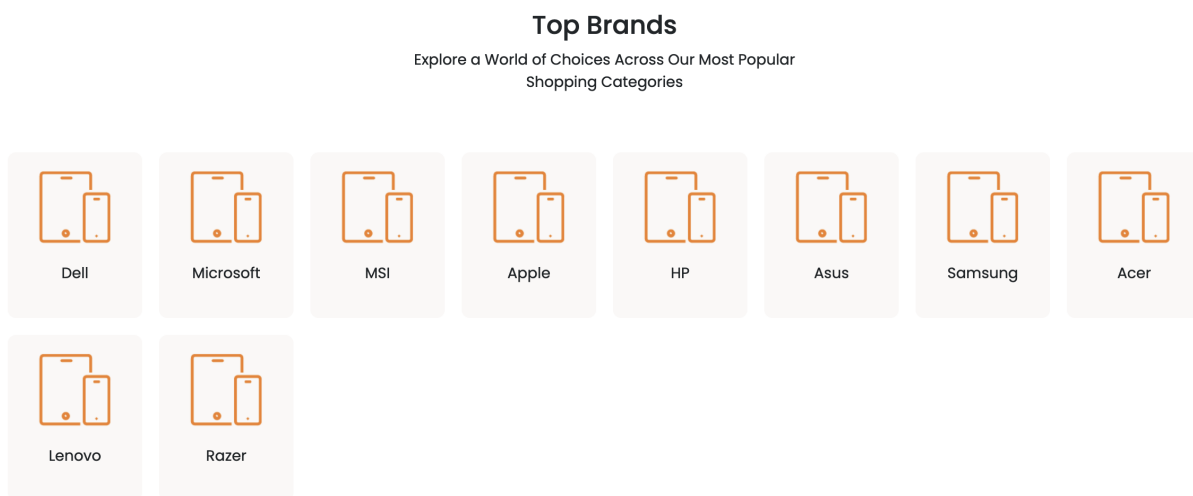 Top Brands
Explore a World of Choices Across Our Most Popular
Shopping Categories
Dell
Microsoft
MSI
Apple
HP
Asus
Samsung
Acer
Lenovo
Razer